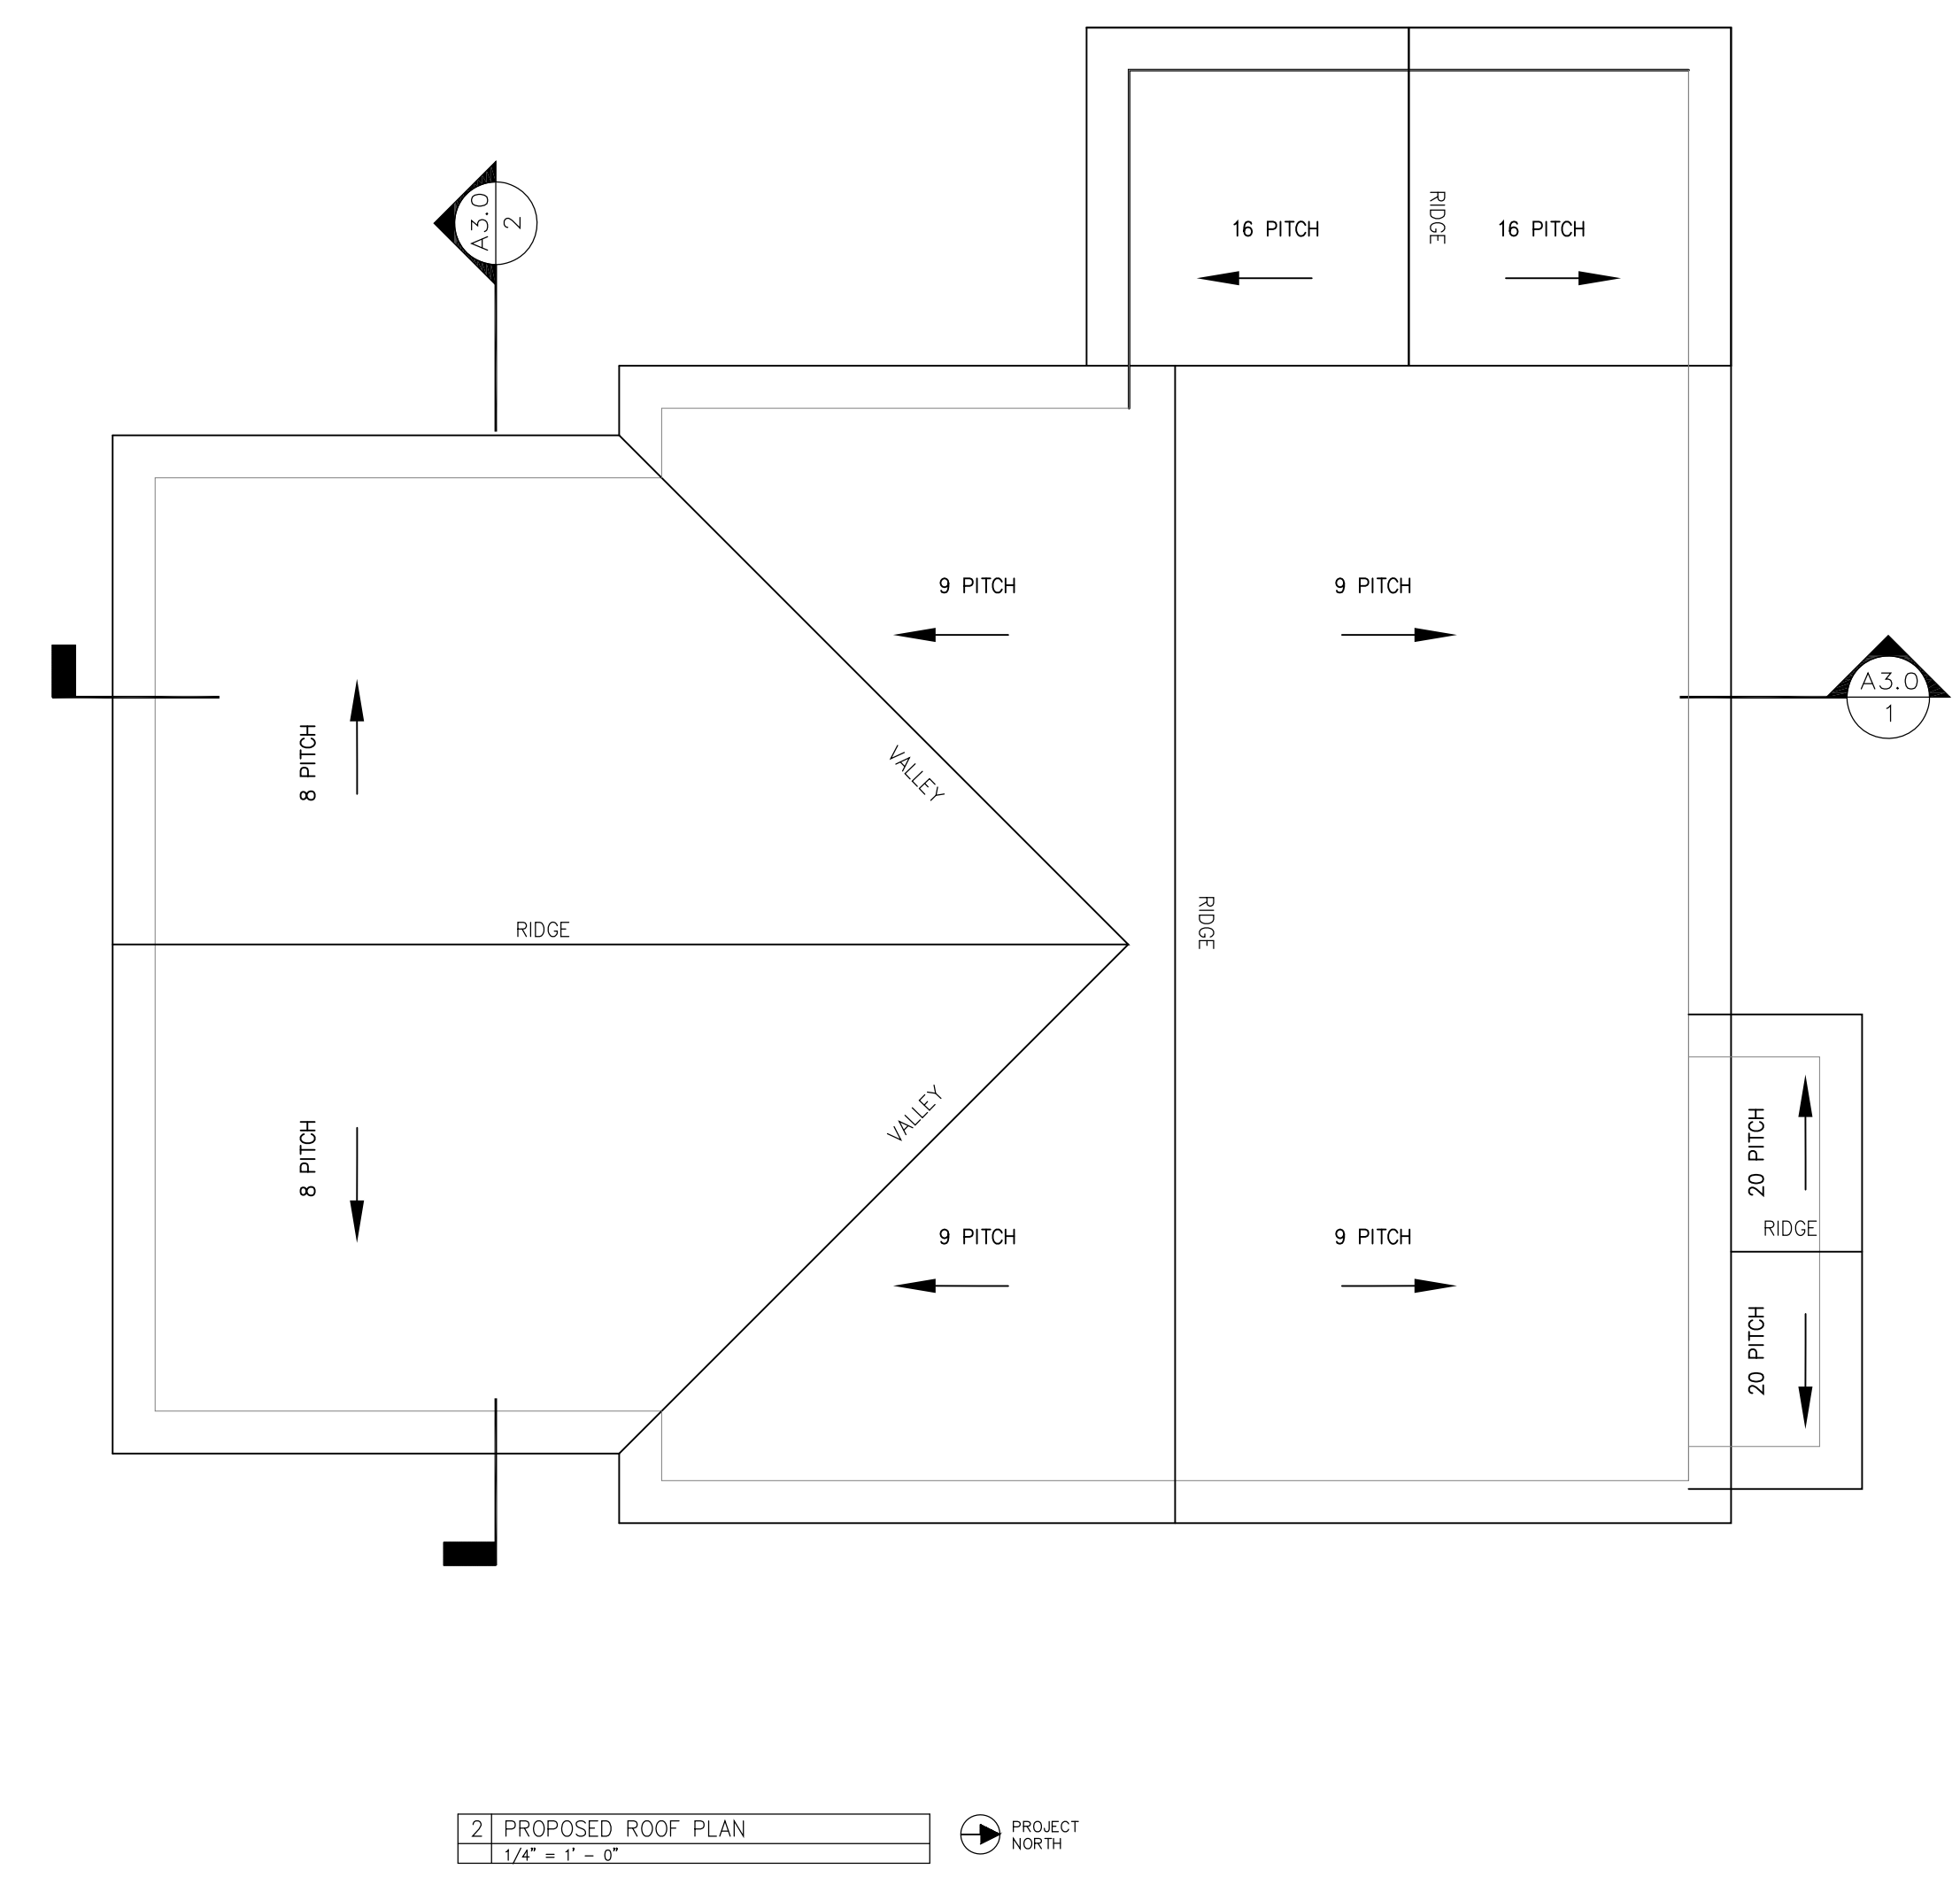 RIDGE
16 PITCH
16 PITCH
A3.0
2
9 PITCH
9 PITCH
A3.0
1
8 PITCH
VALLEY
RIDGE
RIDGE
VALLEY
8 PITCH
20 PITCH
RIDGE
9 PITCH
9 PITCH
20 PITCH
2 PROPOSED ROOF PLAN
1/4" = 1' - 0"
PROJECT
NORTH